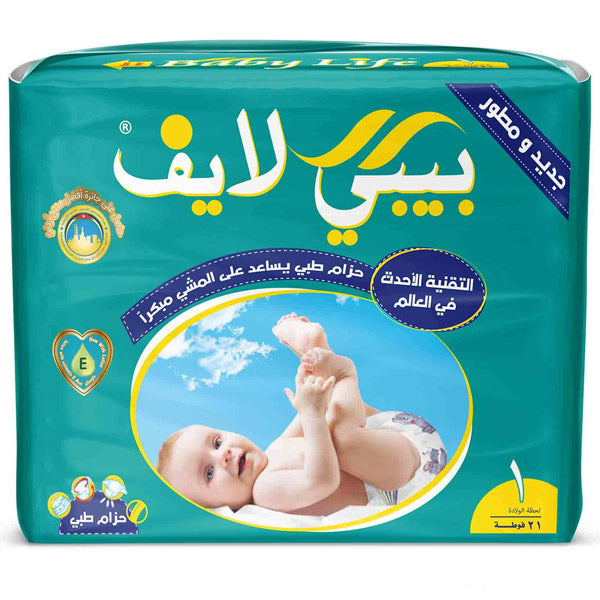 Baby Life
بيبي لايف
®
جديد و مطور
التقنية الأحدث
في العالم
حزام طبي يساعد على المشي مبكراً
E
حزام طبي
١
لحظة الولادة
٢١ فوطة